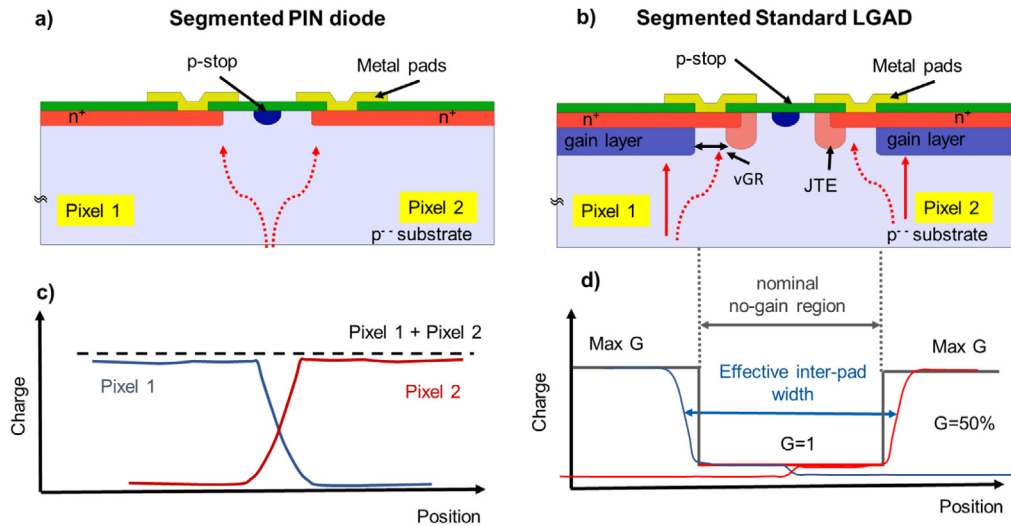 a)
Segmented PIN diode
p-stop
Metal pads
n+
n+
Pixel 1
Pixel 2
p-- substrate
b)
Segmented Standard LGAD
p-stop
Metal pads
n+
n+
gain layer
gain layer
vGR
JTE
Pixel 1
Pixel 2
p-- substrate
c)
Pixel 1 + Pixel 2
Pixel 1
Pixel 2
Charge
Position
d)
nominal
no-gain region
Max G
Max G
Effective inter-pad
width
G=50%
G=1
Charge
Position